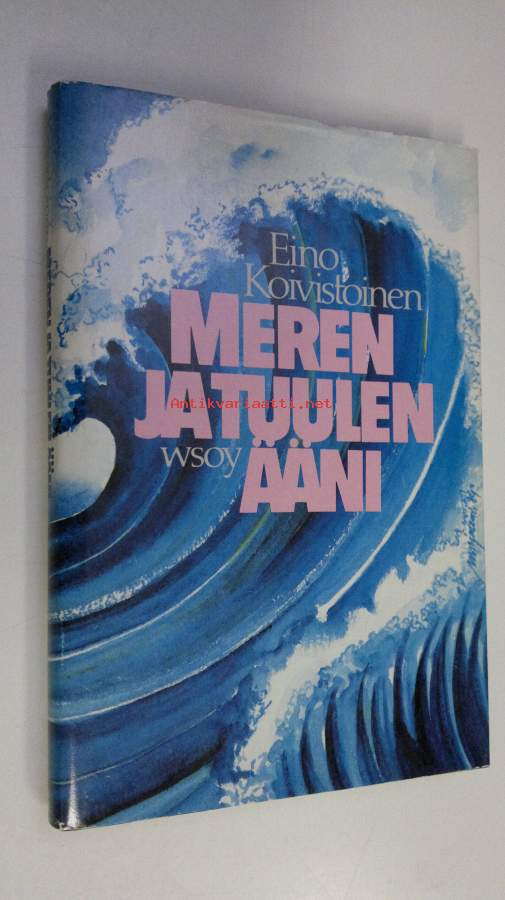 Eino
Koivistoinen
MEREN
JA TUULEN
Antikvariaatti.net
wsoy ÄÄNI